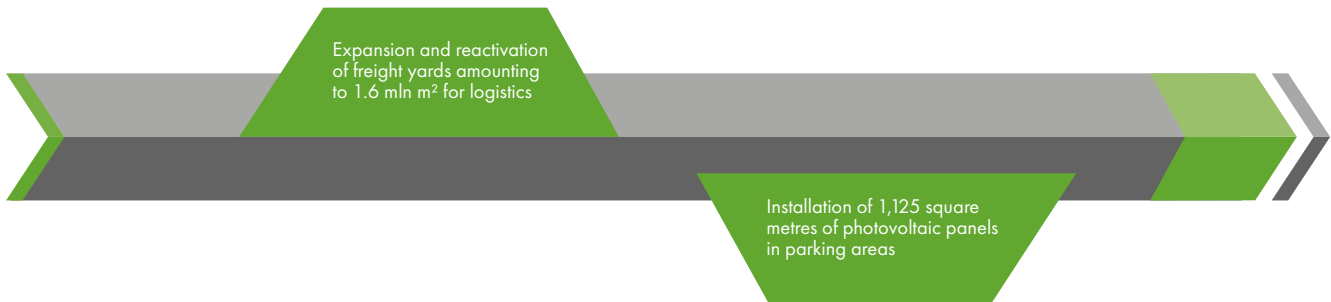 Expansion and reactivation
of freight yards amounting
to 1.6 mln m² for logistics
Installation of 1,125 square
metres of photovoltaic panels
in parking areas